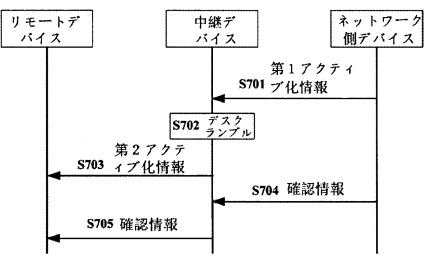 リモートデ
バイス
中継デ
バイス
ネットワーク
側デバイス
第1アクティ
S701 ブ化情報
S702 デスク
ランブル
第2アクテ
S703 ィブ化情報
S704 確認情報
S705 確認情報